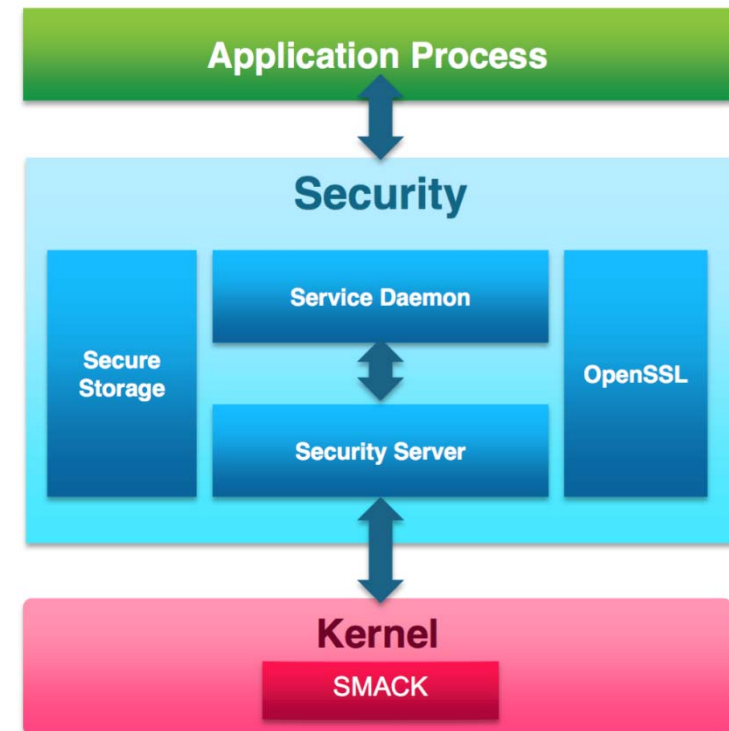 Application Process
Security
Service Daemon
Secure
Storage
OpenSSL
Security Server
Kernel
SMACK